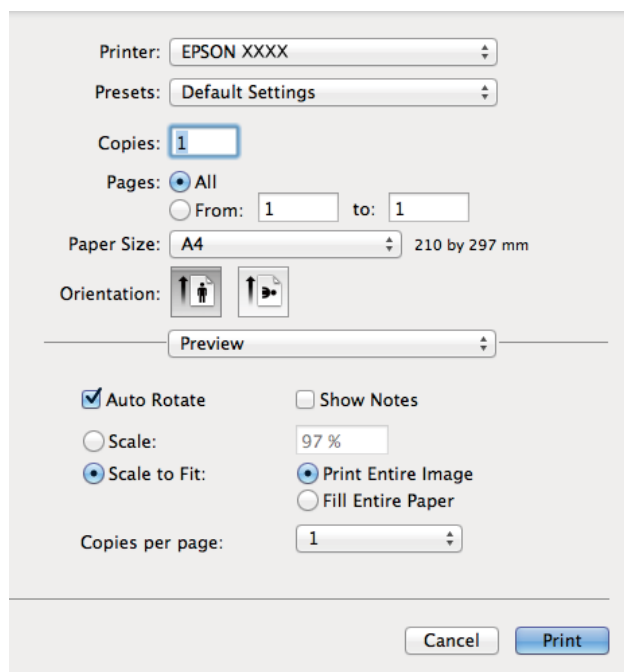 Printer: EPSON XXXX
Presets: Default Settings
Copies: 1
Pages: All
From: 1 to: 1
Paper Size: A4 210 by 297 mm
Orientation:
Preview
Auto Rotate Show Notes
Scale: 97 %
Scale to Fit: Print Entire Image
Fill Entire Paper
Copies per page: 1
Cancel Print